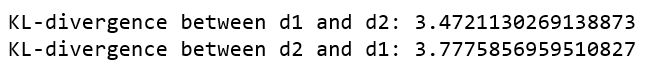 KL-divergence between d1 and d2: 3.4721130269138873
KL-divergence between d2 and d1: 3.7775856959510827